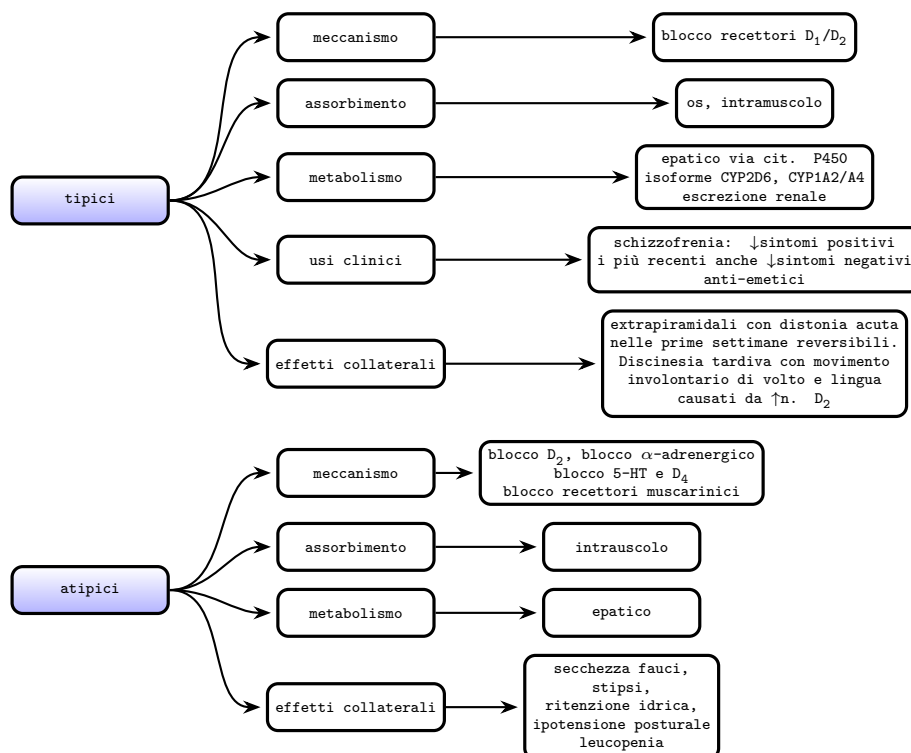 tipici
meccanismo
blocco recettori D₁/D₂
assorbimento
os, intramuscolo
metabolismo
epatico via cit. P450
isoforme CYP2D6, CYP1A2/A4
escrezione renale
usi clinici
schizzofrenia: ↓sintomi positivi
i più recenti anche ↓sintomi negativi
anti-emetici
effetti collaterali
extrapiramidali con distonia acuta
nelle prime settimane reversibili.
Discinesia tardiva con movimento
involontario di volto e lingua
causati da ↑n. D₂
atipici
meccanismo
blocco D₂, blocco α-adrenergico
blocco 5-HT e D₄
blocco recettori muscarinici
assorbimento
intrauscolo
metabolismo
epatico
effetti collaterali
secchezza fauci,
stipsi,
ritenzione idrica,
ipotensione posturale
leucopenia